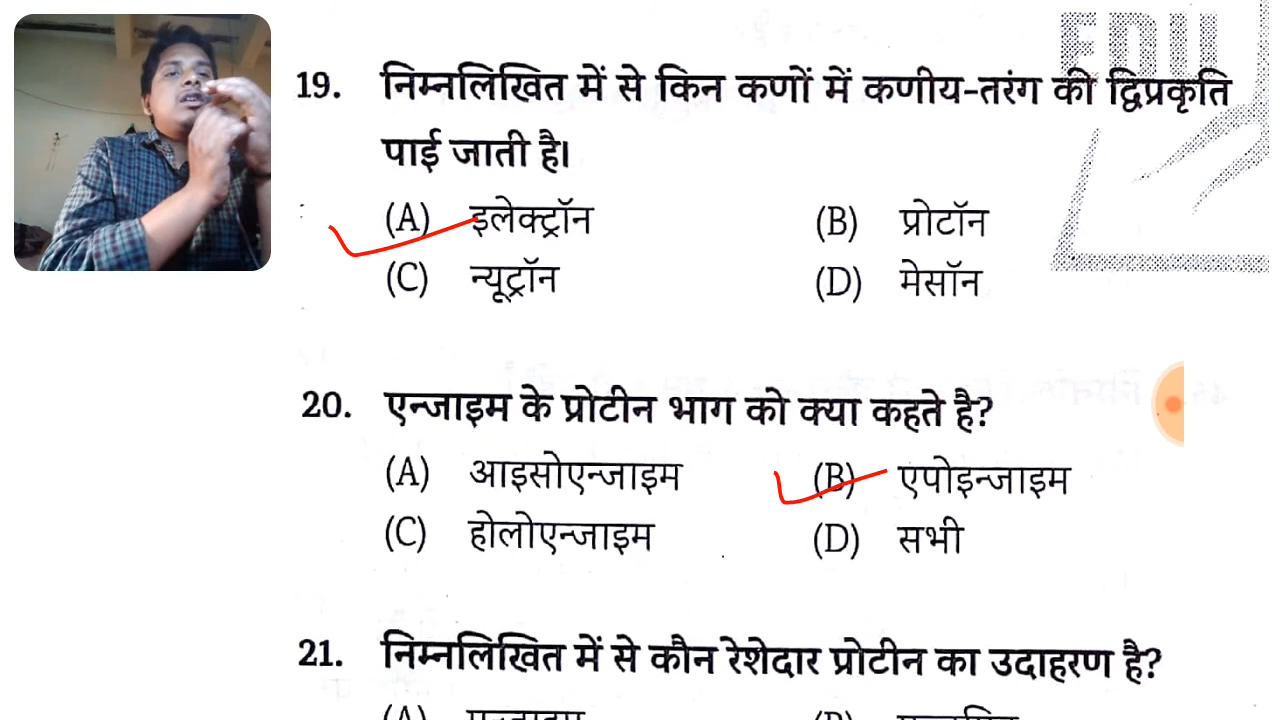 EDU
19. निम्नलिखित में से किन कणों में कणीय-तरंग की द्विप्रकृति
पाई जाती है।
(A) इलेक्ट्रॉन (B) प्रोटॉन
(C) न्यूट्रॉन (D) मेसॉन
20. एन्जाइम के प्रोटीन भाग को क्या कहते है?
(A) आइसोएन्जाइम (B) एपोइन्जाइम
(C) होलोएन्जाइम (D) सभी
21. निम्नलिखित में से कौन रेशेदार प्रोटीन का उदाहरण है?
(A) (B)